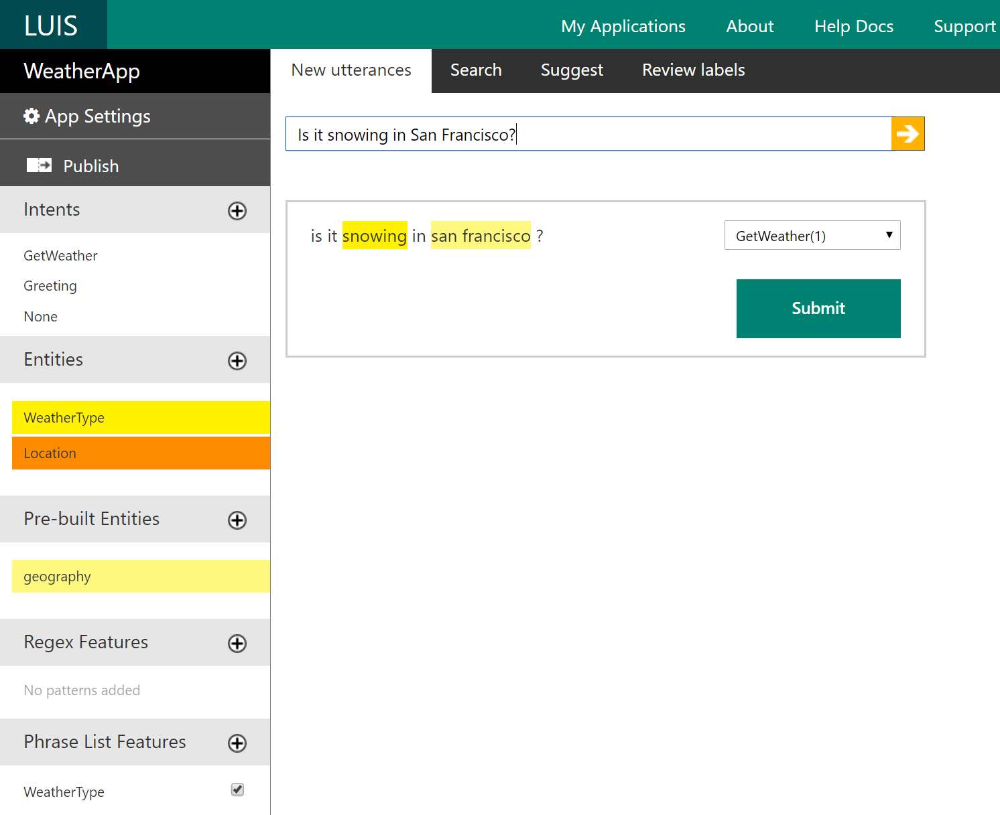 LUIS
My Applications About Help Docs Support
WeatherApp
New utterances Search Suggest Review labels
App Settings
Is it snowing in San Francisco?
Publish
Intents
is it snowing in san francisco ?
GetWeather(1)
GetWeather
Greeting
Submit
None
Entities
WeatherType
Location
Pre-built Entities
geography
Regex Features
No patterns added
Phrase List Features
WeatherType